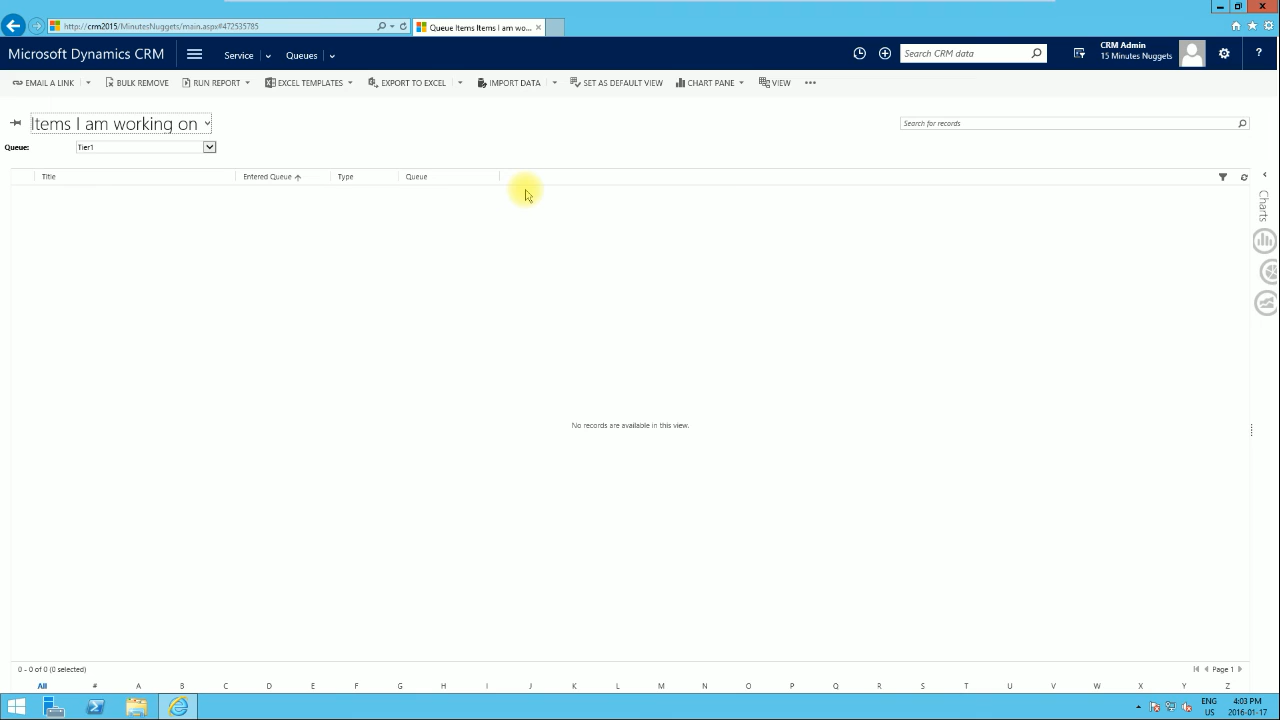 http://crm2015/MinutesNuggets/main.aspx#472535785
Queue Items Items I am wo...
Microsoft Dynamics CRM
Service
Queues
Search CRM data
CRM Admin
15 Minutes Nuggets
?
EMAIL A LINK
BULK REMOVE
RUN REPORT
EXCEL TEMPLATES
EXPORT TO EXCEL
IMPORT DATA
SET AS DEFAULT VIEW
CHART PANE
VIEW
Items I am working on
Search for records
Queue:
Tier1
Title
Entered Queue
Type
Queue
Charts
No records are available in this view.
0 - 0 of 0 (0 selected)
Page 1
All # A B C D E F G H I J K L M N O P Q R S T U V W X Y Z
ENG
US
4:03 PM
2016-01-17